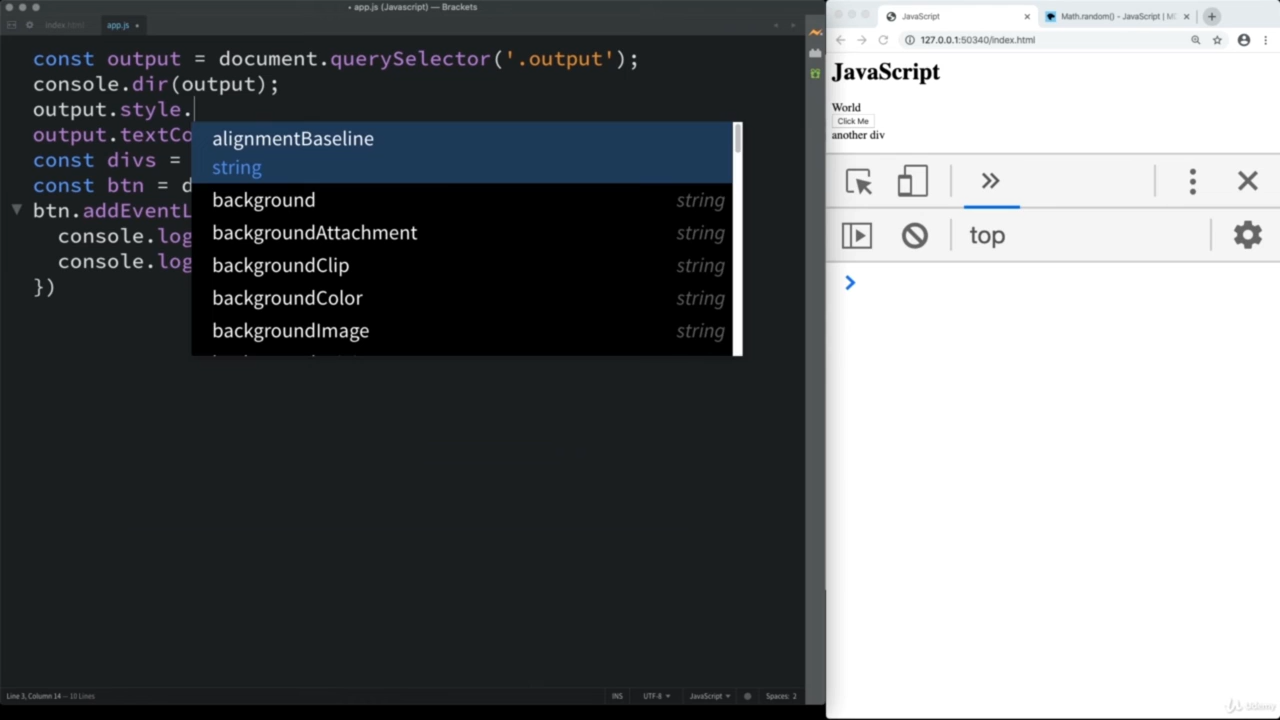 • app.js (Javascript) — Brackets
index.html
app.js •
const output = document.querySelector('.output');
console.dir(output);
output.style.
output.textCo
const divs =
const btn = d
btn.addEventL
console.log
console.log
})
alignmentBaseline
string
background string
backgroundAttachment string
backgroundClip string
backgroundColor string
backgroundImage string
Line 3, Column 14 — 18 Lines
INS UTF-8 JavaScript Spaces: 2
JavaScript
Math.random() - JavaScript | M
127.0.0.1:50340/index.html
JavaScript
World
Click Me
another div
top
udemy